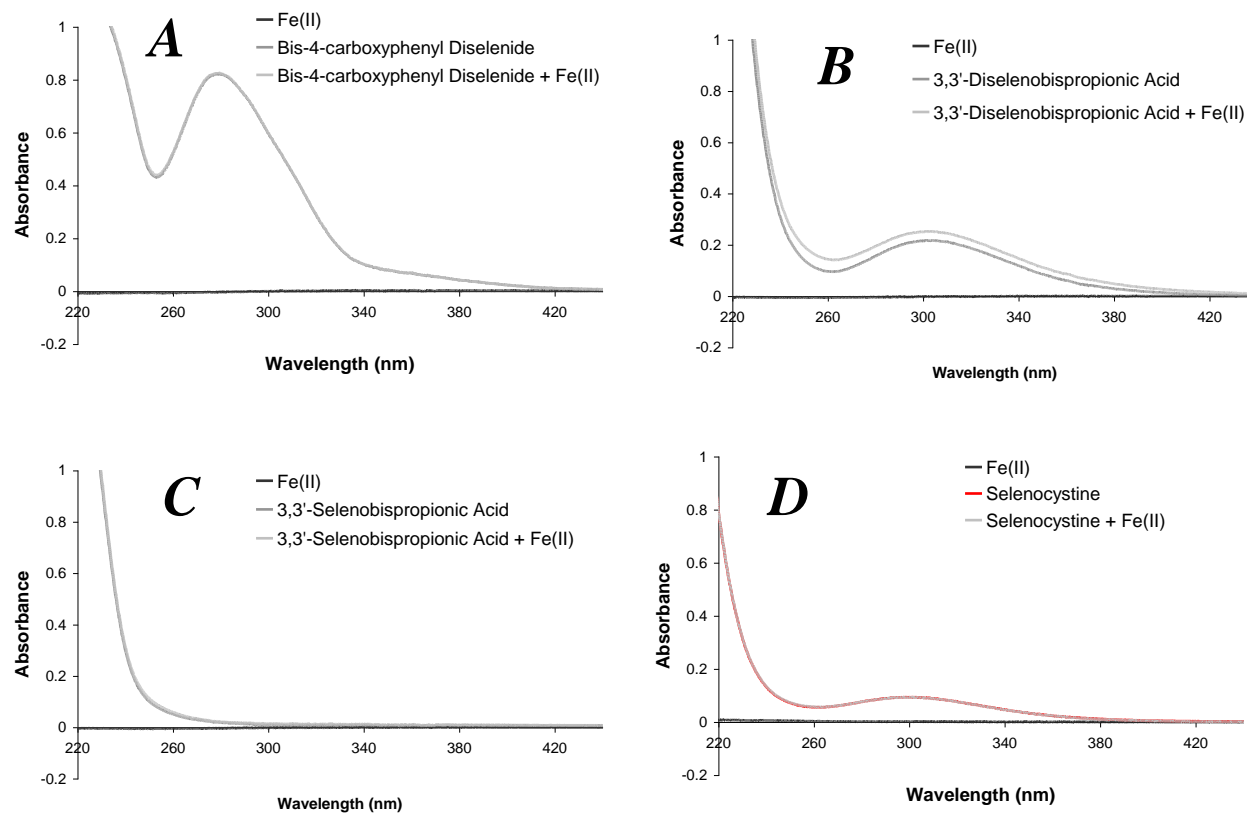 A
Fe(II)
Bis-4-carboxyphenyl Diselenide
Bis-4-carboxyphenyl Diselenide + Fe(II)
Absorbance
1
0.8
0.6
0.4
0.2
0
-0.2
220 260 300 340 380 420
Wavelength (nm)
B
Fe(II)
3,3'-Diselenobispropionic Acid
3,3'-Diselenobispropionic Acid + Fe(II)
Absorbance
1
0.8
0.6
0.4
0.2
0
-0.2
220 260 300 340 380 420
Wavelength (nm)
C
Fe(II)
3,3'-Selenobispropionic Acid
3,3'-Selenobispropionic Acid + Fe(II)
Absorbance
1
0.8
0.6
0.4
0.2
0
-0.2
220 260 300 340 380 420
Wavelength (nm)
D
Fe(II)
Selenocystine
Selenocystine + Fe(II)
Absorbance
1
0.8
0.6
0.4
0.2
0
-0.2
220 260 300 340 380 420
Wavelength (nm)